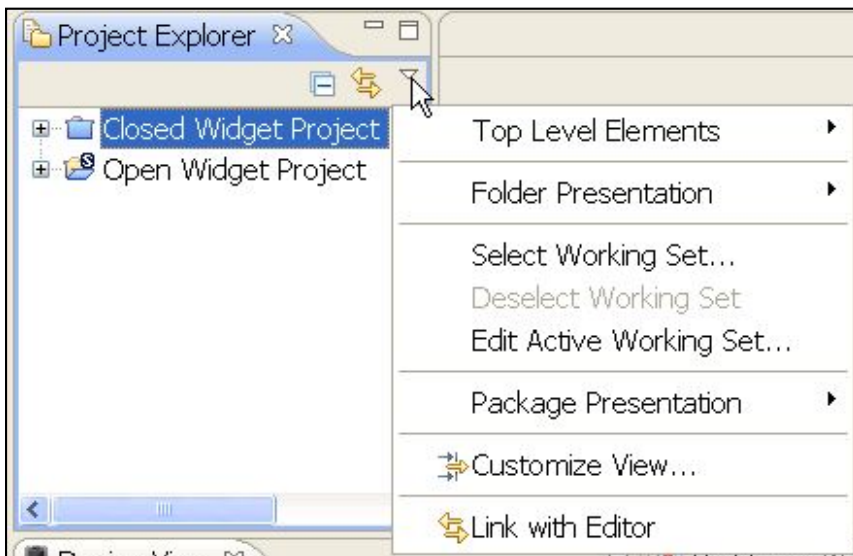 Project Explorer
Closed Widget Project
Open Widget Project
Top Level Elements
Folder Presentation
Select Working Set...
Deselect Working Set
Edit Active Working Set...
Package Presentation
Customize View...
Link with Editor